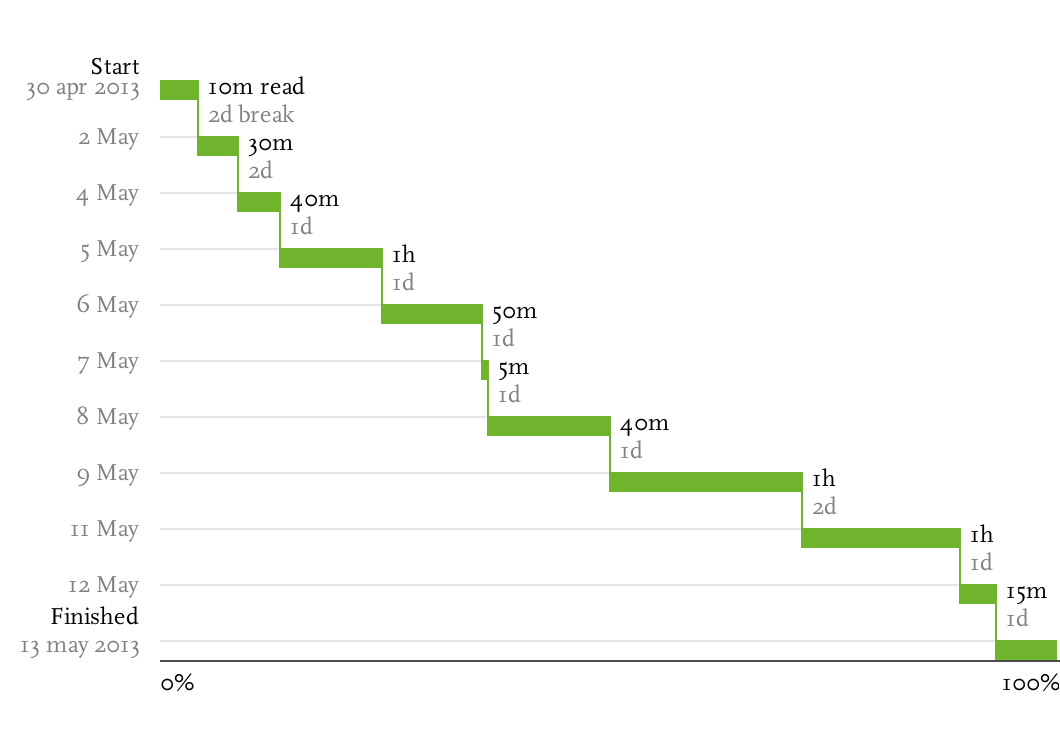 Start
30 apr 2013
10m read
2d break
2 May
30m
2d
4 May
40m
1d
5 May
1h
1d
6 May
50m
1d
7 May
5m
1d
8 May
40m
1d
9 May
1h
2d
11 May
1h
1d
12 May
15m
Finished
1d
13 may 2013
0%
100%